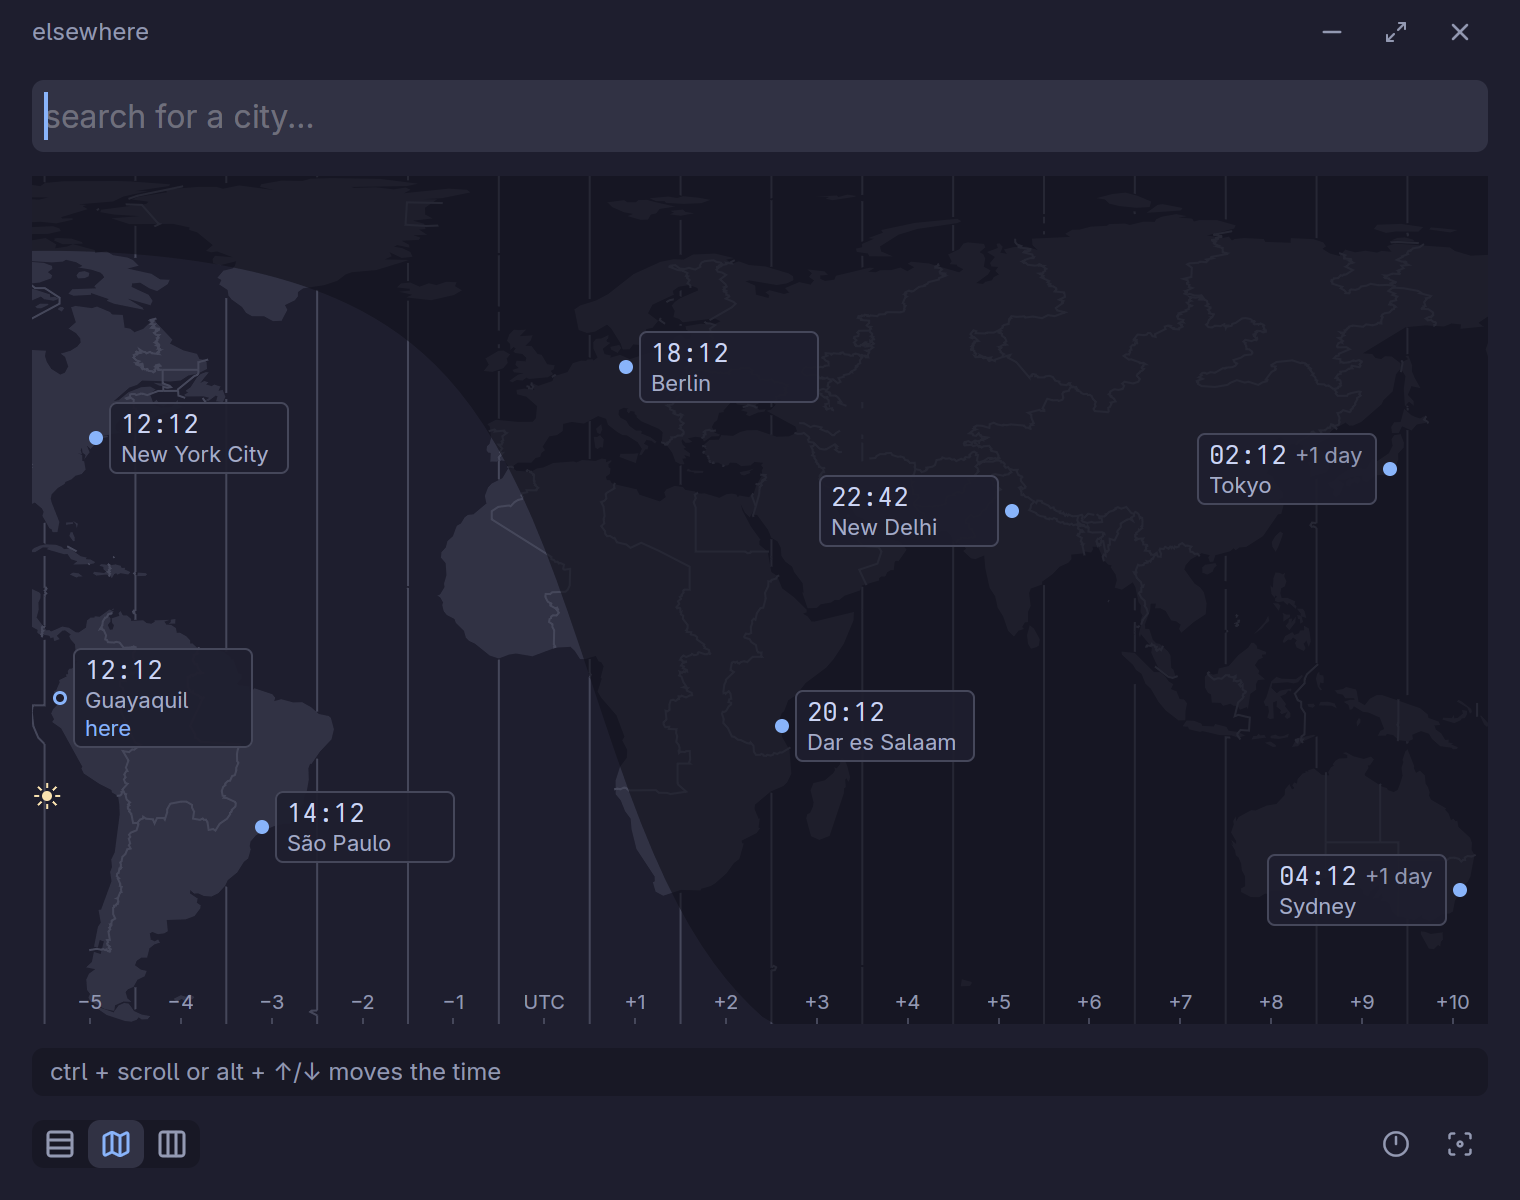 elsewhere
search for a city...
18:12
Berlin
12:12
New York City
02:12 +1 day
Tokyo
22:42
New Delhi
12:12
Guayaquil
here
20:12
Dar es Salaam
14:12
São Paulo
04:12 +1 day
Sydney
−5 −4 −3 −2 −1 UTC +1 +2 +3 +4 +5 +6 +7 +8 +9 +10
ctrl + scroll or alt + ↑/↓ moves the time